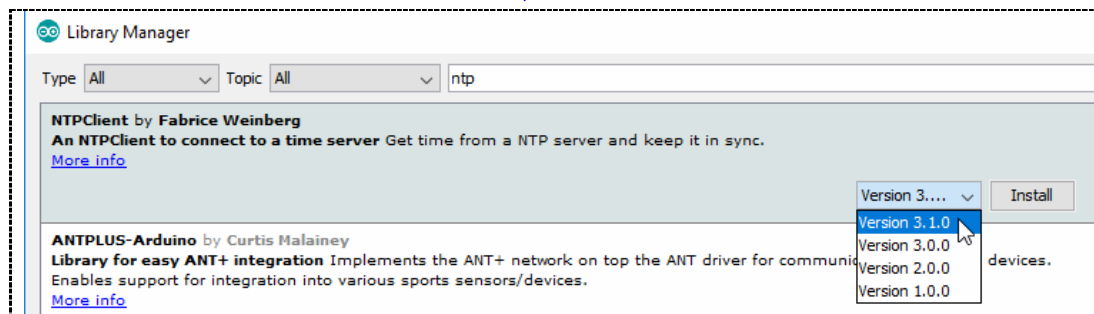 Library Manager
Type All Topic All ntp
NTPClient by Fabrice Weinberg
An NTPClient to connect to a time server Get time from a NTP server and keep it in sync.
More info
Version 3.... Install
Version 3.1.0
Version 3.0.0
Version 2.0.0
Version 1.0.0
ANTPLUS-Arduino by Curtis Malainey
Library for easy ANT+ integration Implements the ANT+ network on top the ANT driver for devices.
Enables support for integration into various sports sensors/devices.
More info